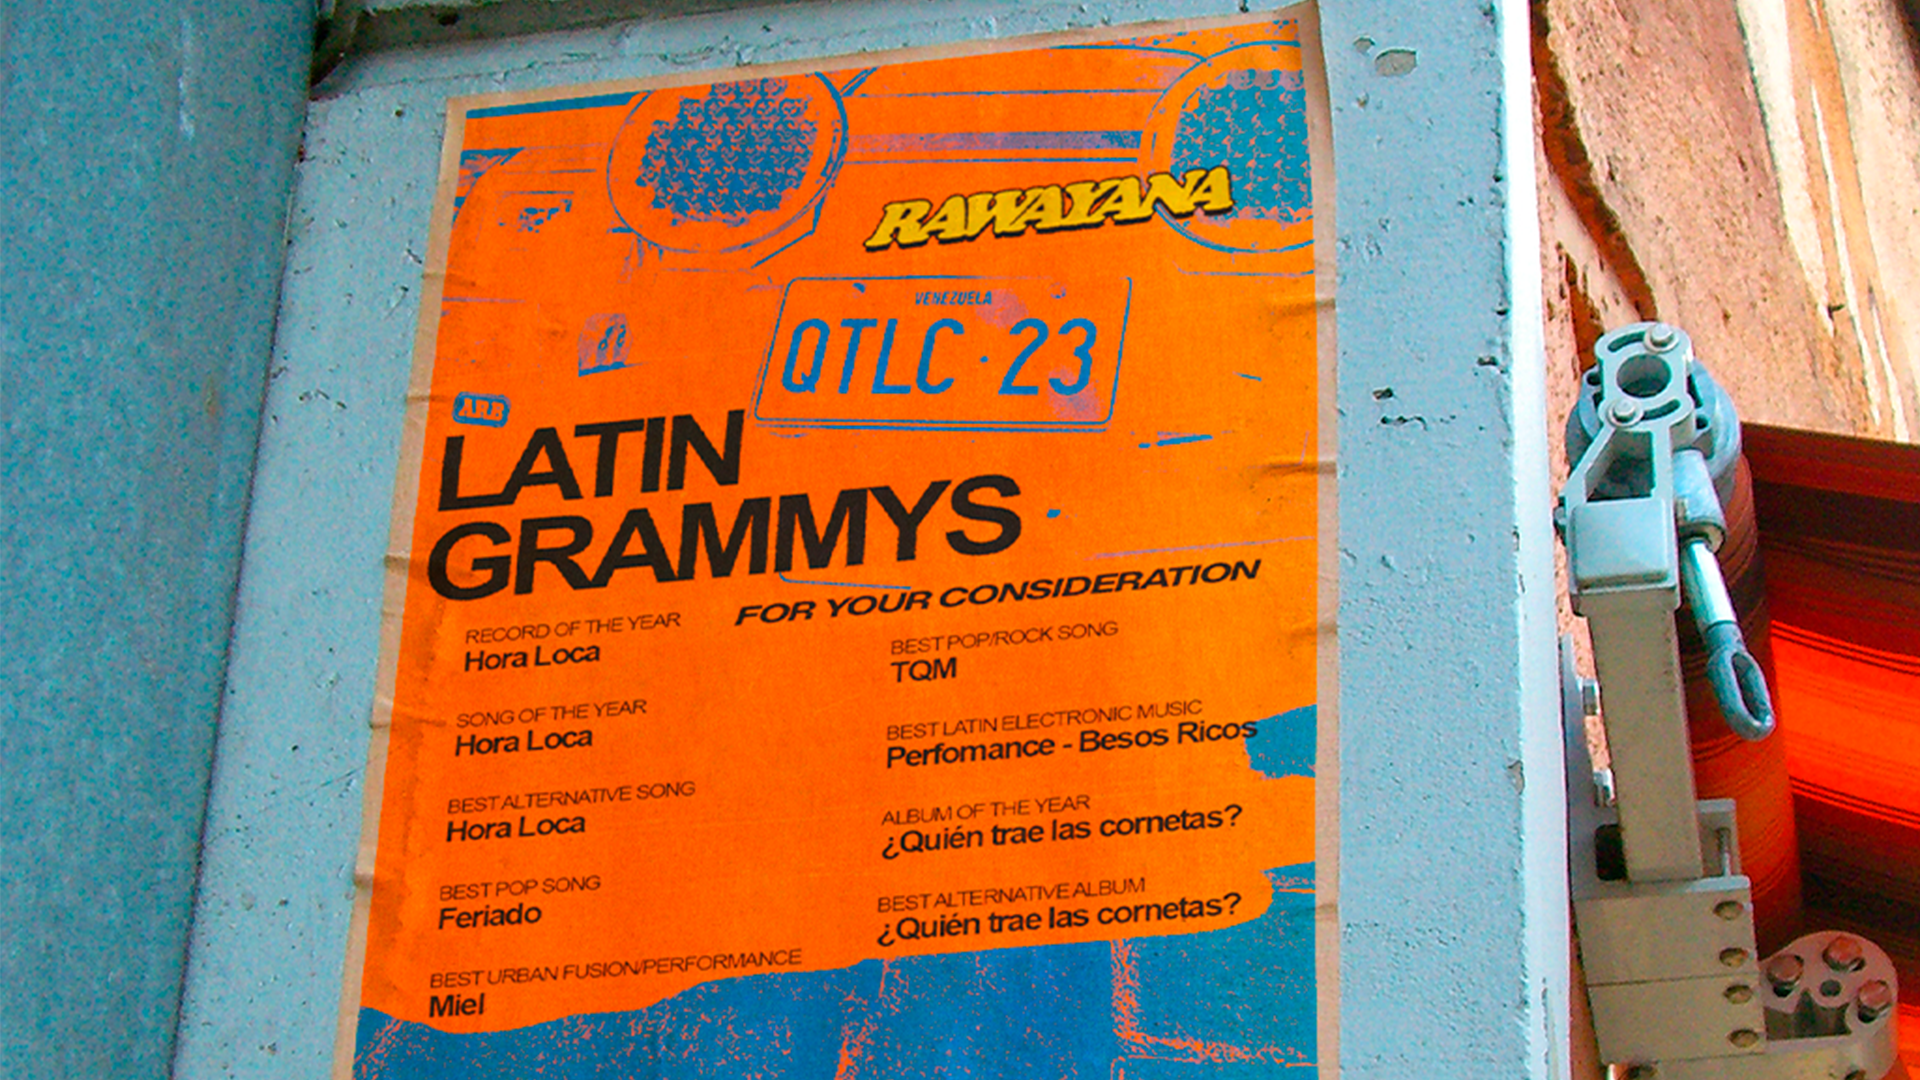 RAWAYANA
VENEZUELA
QTLC·23
ARB
LATIN
GRAMMYS
FOR YOUR CONSIDERATION
RECORD OF THE YEAR
Hora Loca
SONG OF THE YEAR
Hora Loca
BEST ALTERNATIVE SONG
Hora Loca
BEST POP SONG
Feriado
BEST URBAN FUSION/PERFORMANCE
Miel
BEST POP/ROCK SONG
TQM
BEST LATIN ELECTRONIC MUSIC
Perfomance - Besos Ricos
ALBUM OF THE YEAR
¿Quién trae las cornetas?
BEST ALTERNATIVE ALBUM
¿Quién trae las cornetas?